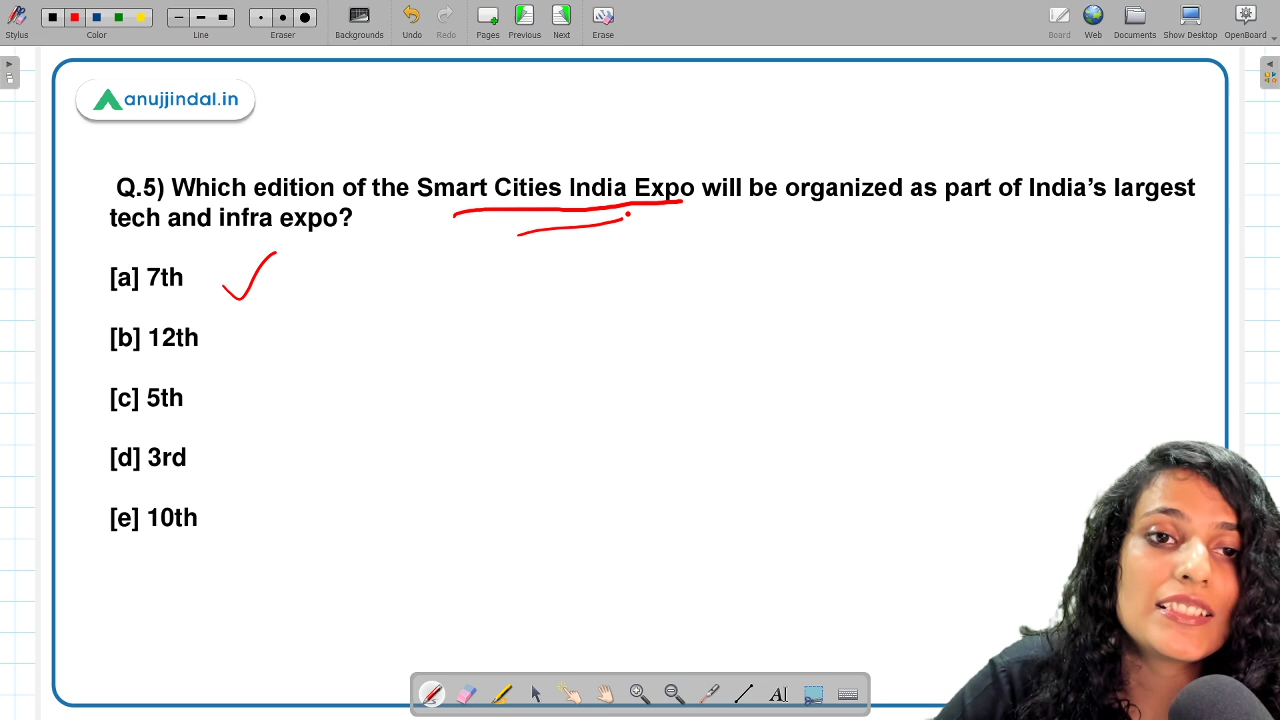 Stylus
Color
Line
Eraser
Backgrounds
Undo
Redo
Pages
Previous
Next
Erase
Board
Web
Documents
Show Desktop
OpenBoard
anujjindal.in
Q.5) Which edition of the Smart Cities India Expo will be organized as part of India’s largest
tech and infra expo?
[a] 7th
[b] 12th
[c] 5th
[d] 3rd
[e] 10th